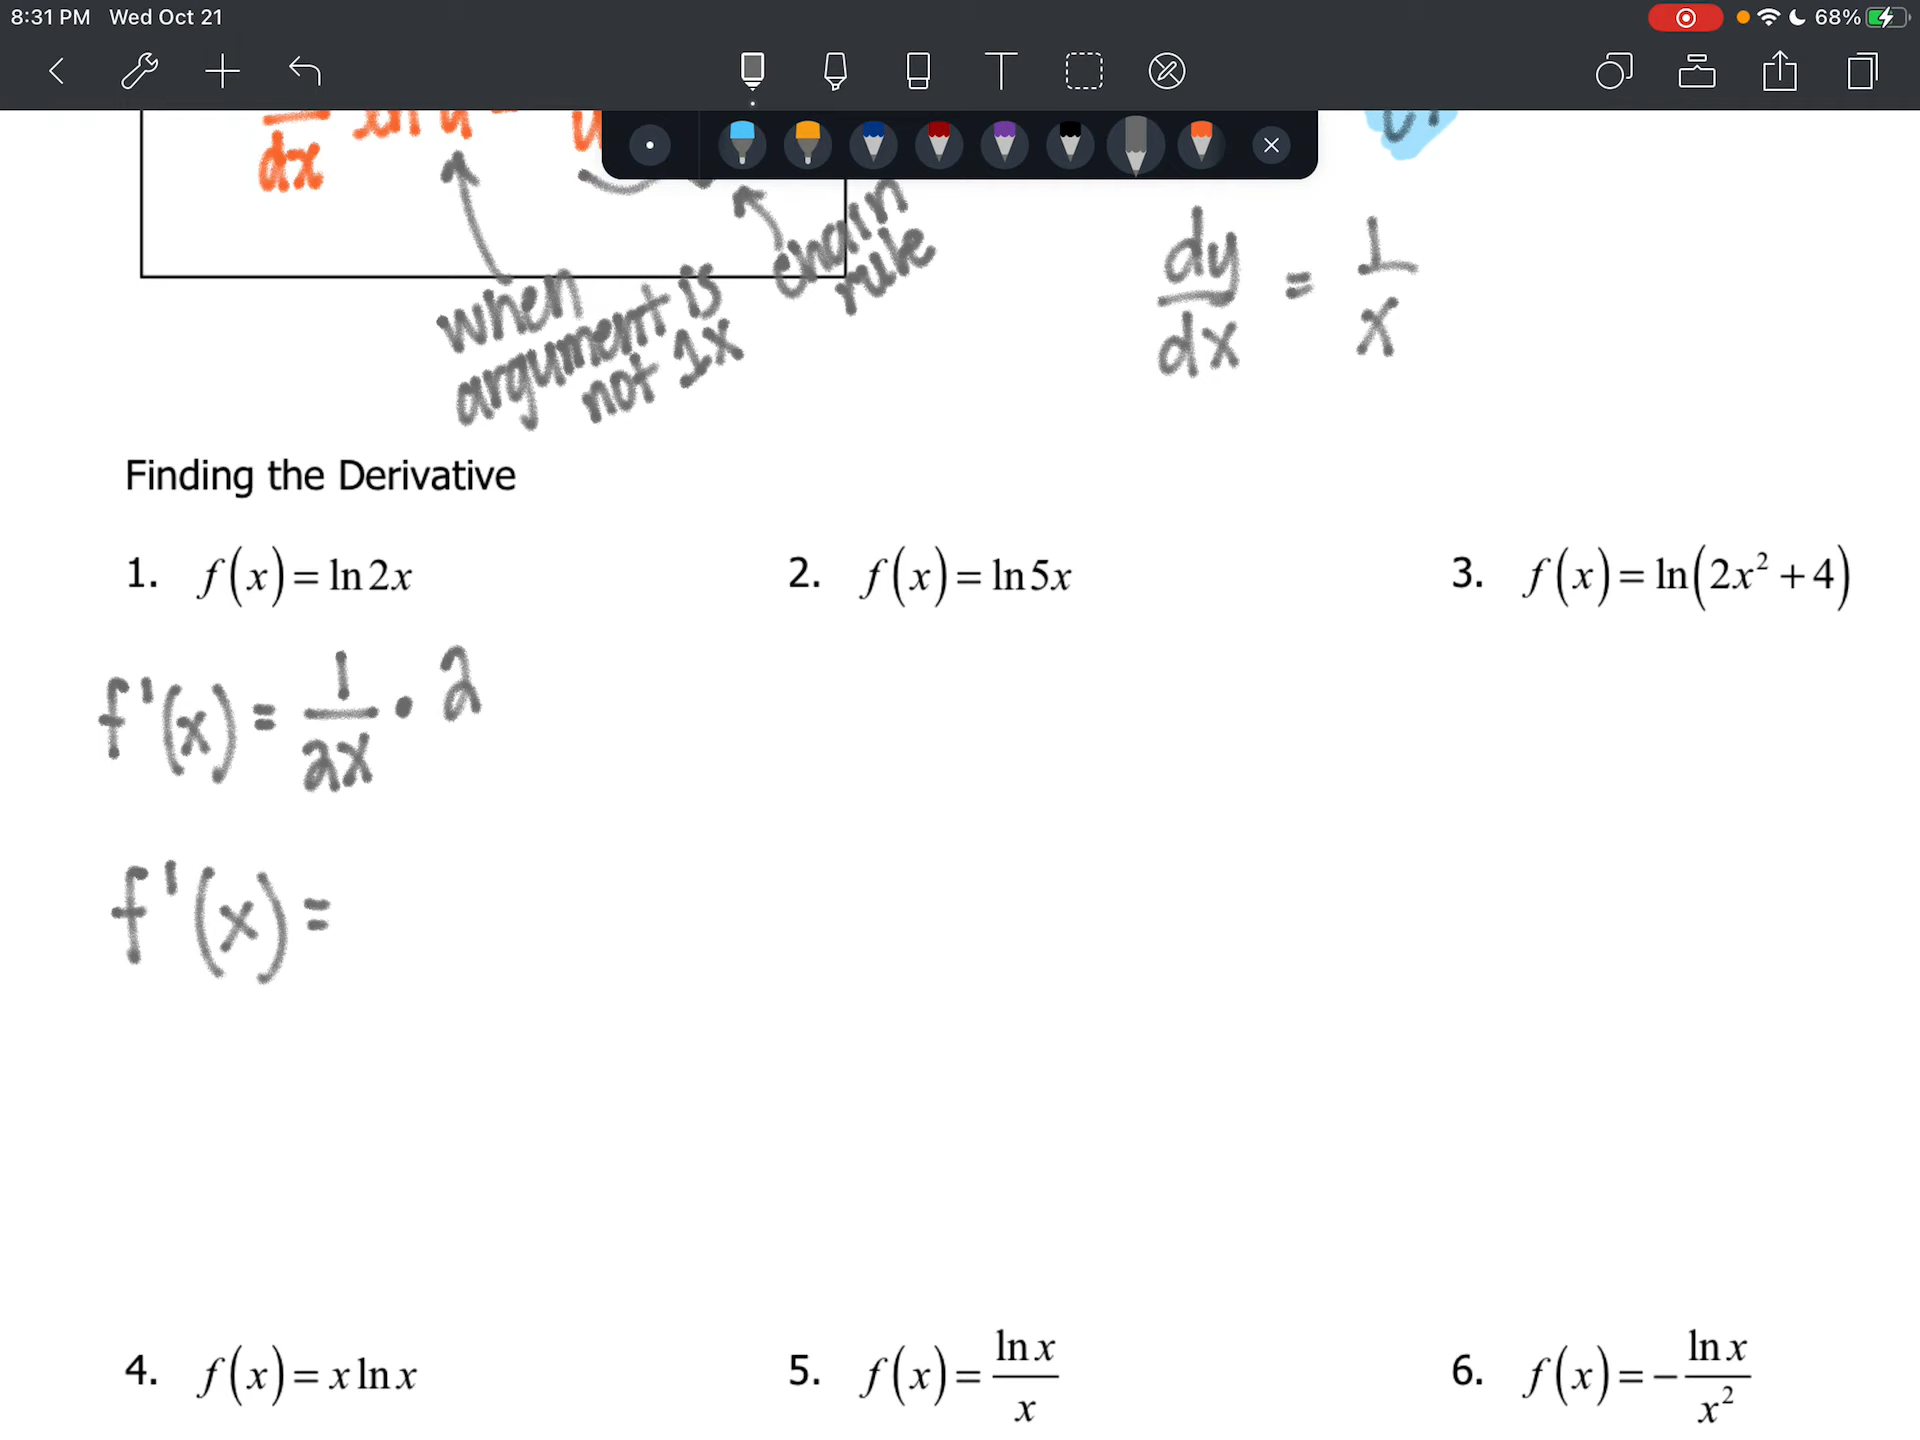 8:31 PM Wed Oct 21 68%
d/dx ln u
when argument is not 1x
chain rule
dy/dx = 1/x
Finding the Derivative
1. f(x) = ln 2x 2. f(x) = ln 5x 3. f(x) = ln(2x² + 4)
f'(x) = 1/2x · 2
f'(x) =
4. f(x) = x ln x 5. f(x) = ln x/x 6. f(x) = − ln x/x²